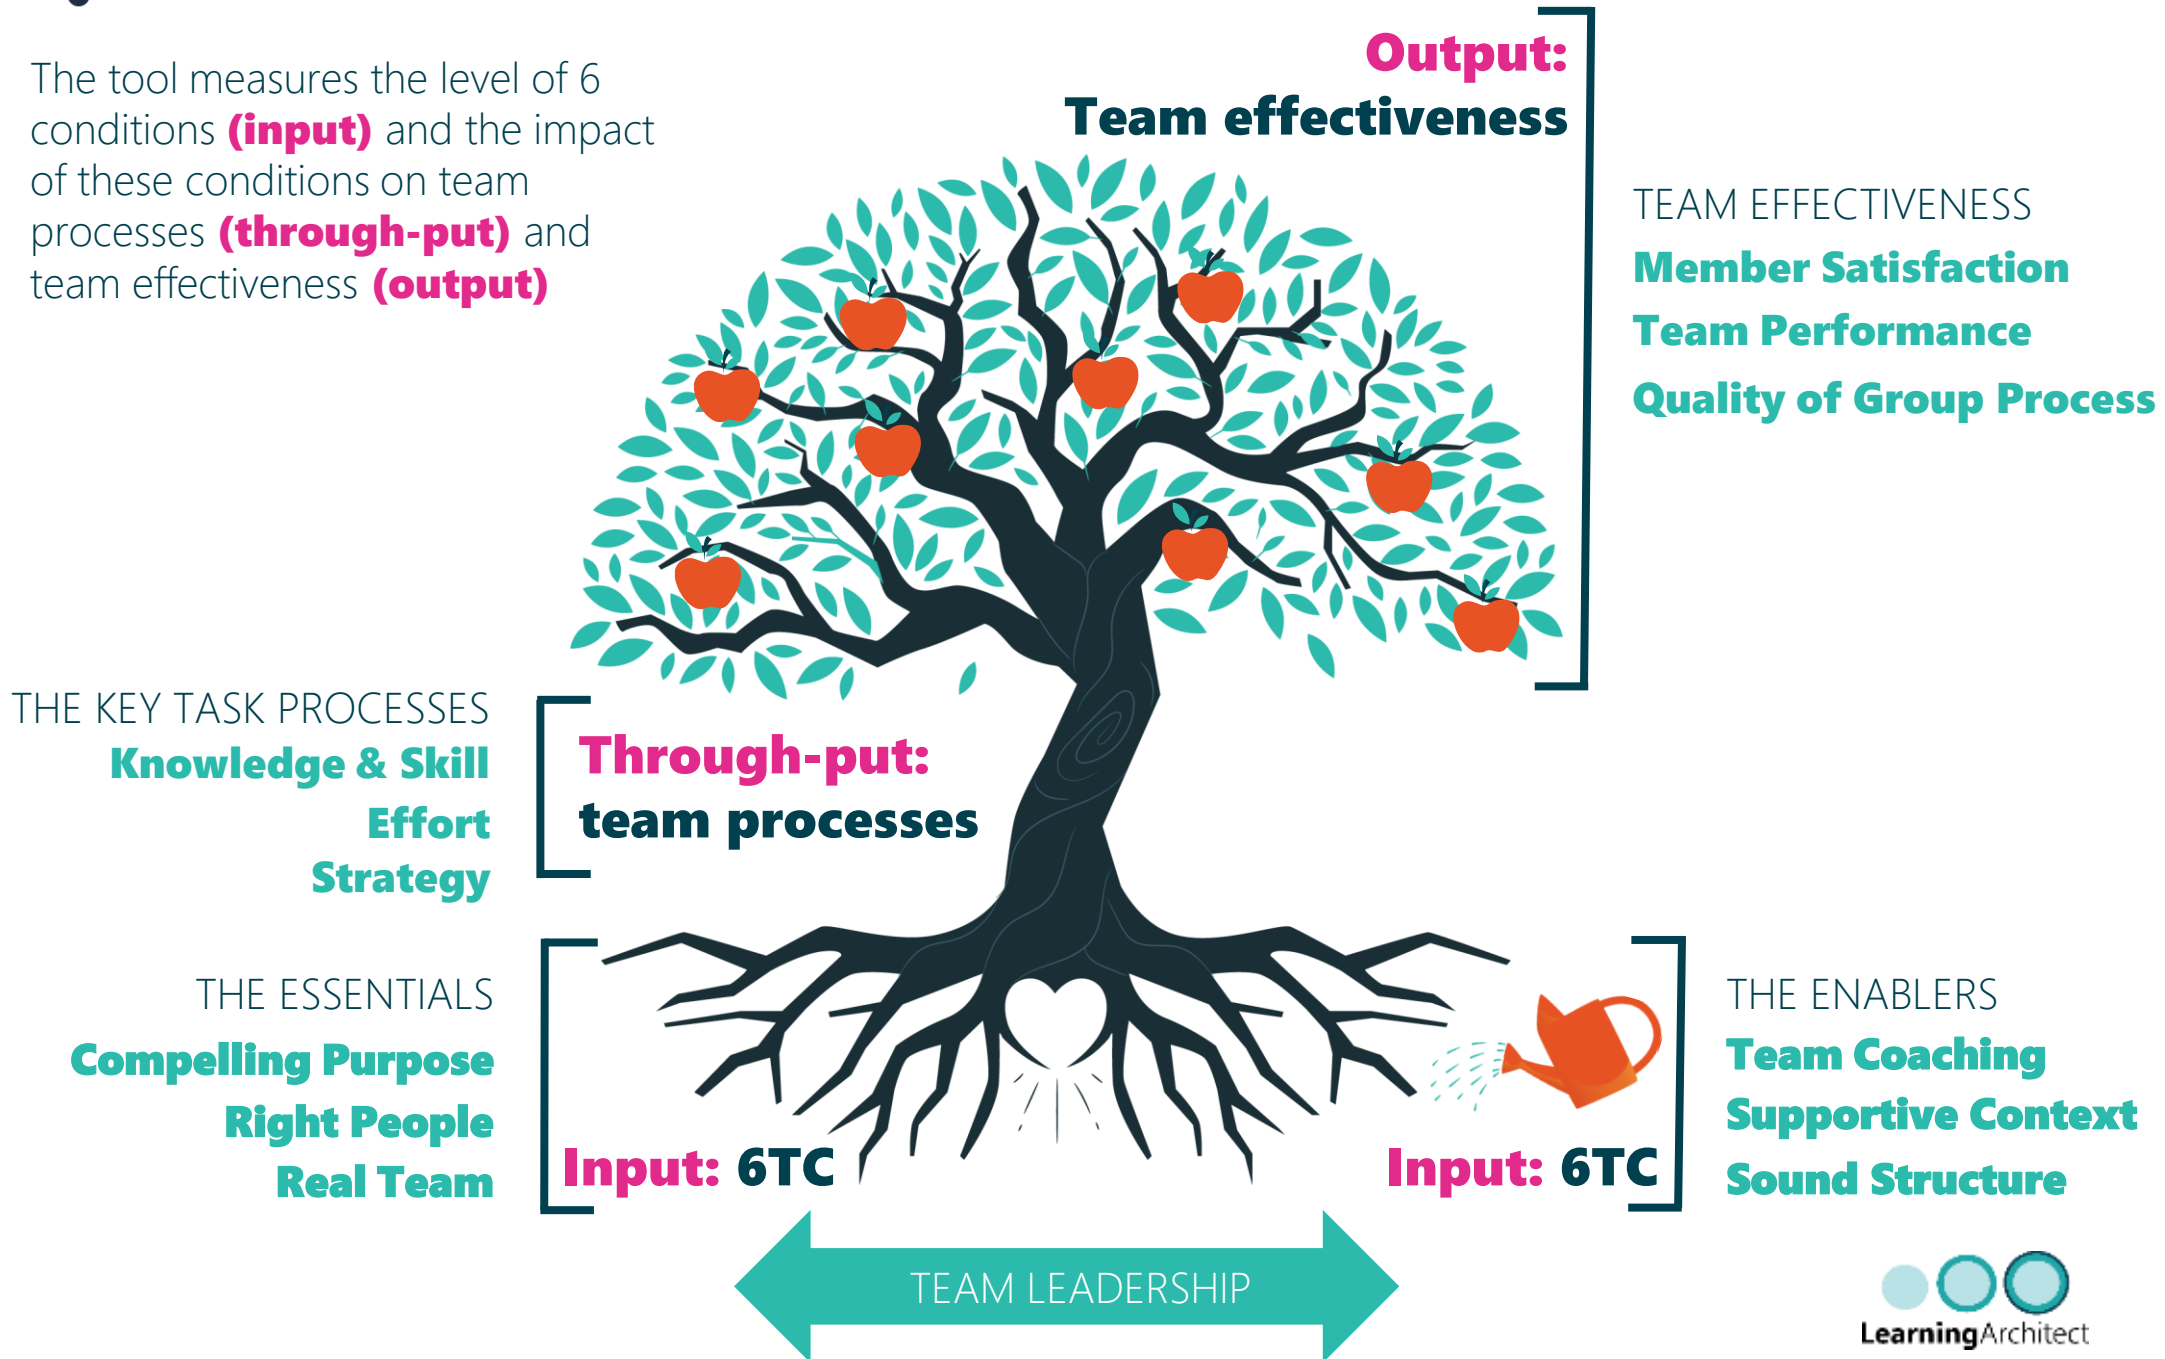 The tool measures the level of 6
conditions (input) and the impact
of these conditions on team
processes (through-put) and
team effectiveness (output)
Output:
Team effectiveness
TEAM EFFECTIVENESS
Member Satisfaction
Team Performance
Quality of Group Process
THE KEY TASK PROCESSES
Knowledge & Skill
Effort
Strategy
Through-put:
team processes
THE ESSENTIALS
Compelling Purpose
Right People
Real Team
Input: 6TC
Input: 6TC
THE ENABLERS
Team Coaching
Supportive Context
Sound Structure
TEAM LEADERSHIP
LearningArchitect